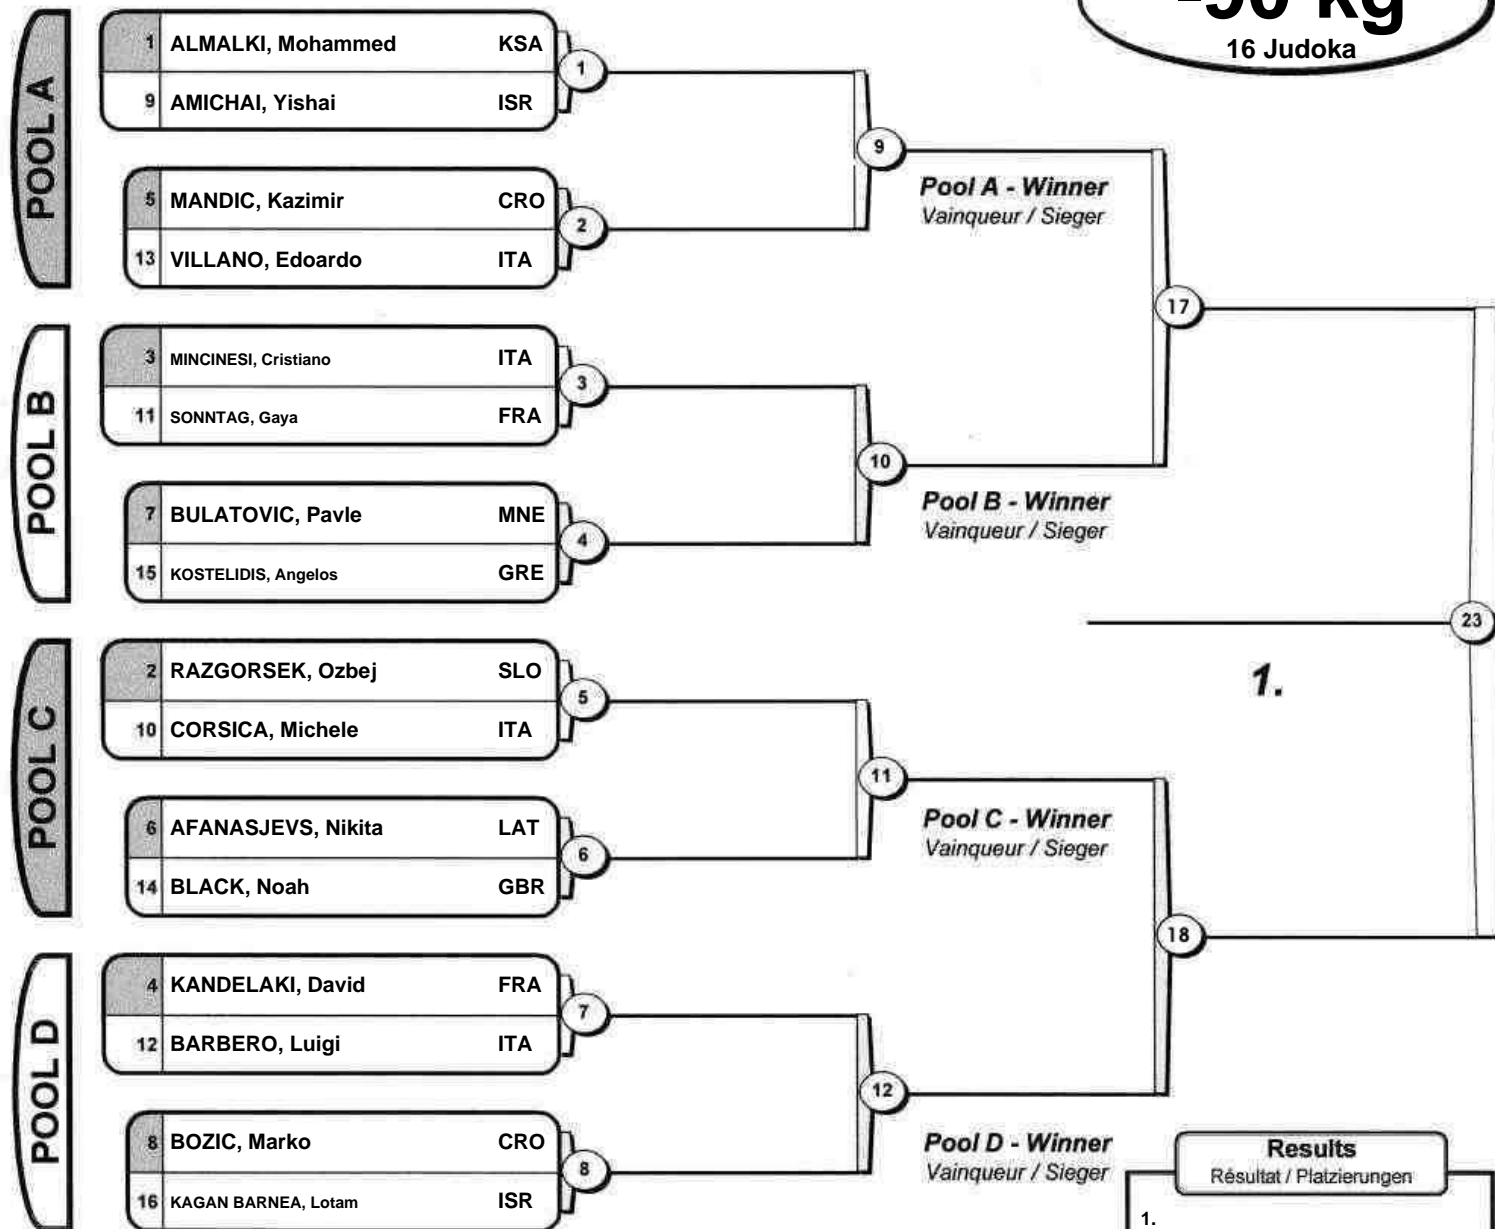 -90 kg
16 Judoka
POOL A
1 ALMALKI, Mohammed KSA
9 AMICHAI, Yishai ISR
1
5 MANDIC, Kazimir CRO
13 VILLANO, Edoardo ITA
2
9
Pool A - Winner
Vainqueur / Sieger
POOL B
3 MINCINESI, Cristiano ITA
11 SONNTAG, Gaya FRA
3
7 BULATOVIC, Pavle MNE
15 KOSTELIDIS, Angelos GRE
4
10
Pool B - Winner
Vainqueur / Sieger
17
POOL C
2 RAZGORSEK, Ozbej SLO
10 CORSICA, Michele ITA
5
6 AFANASJEVS, Nikita LAT
14 BLACK, Noah GBR
6
11
Pool C - Winner
Vainqueur / Sieger
POOL D
4 KANDELAKI, David FRA
12 BARBERO, Luigi ITA
7
8 BOZIC, Marko CRO
16 KAGAN BARNEA, Lotam ISR
8
12
Pool D - Winner
Vainqueur / Sieger
18
23
1.
Results
Résultat / Platzierungen
1.